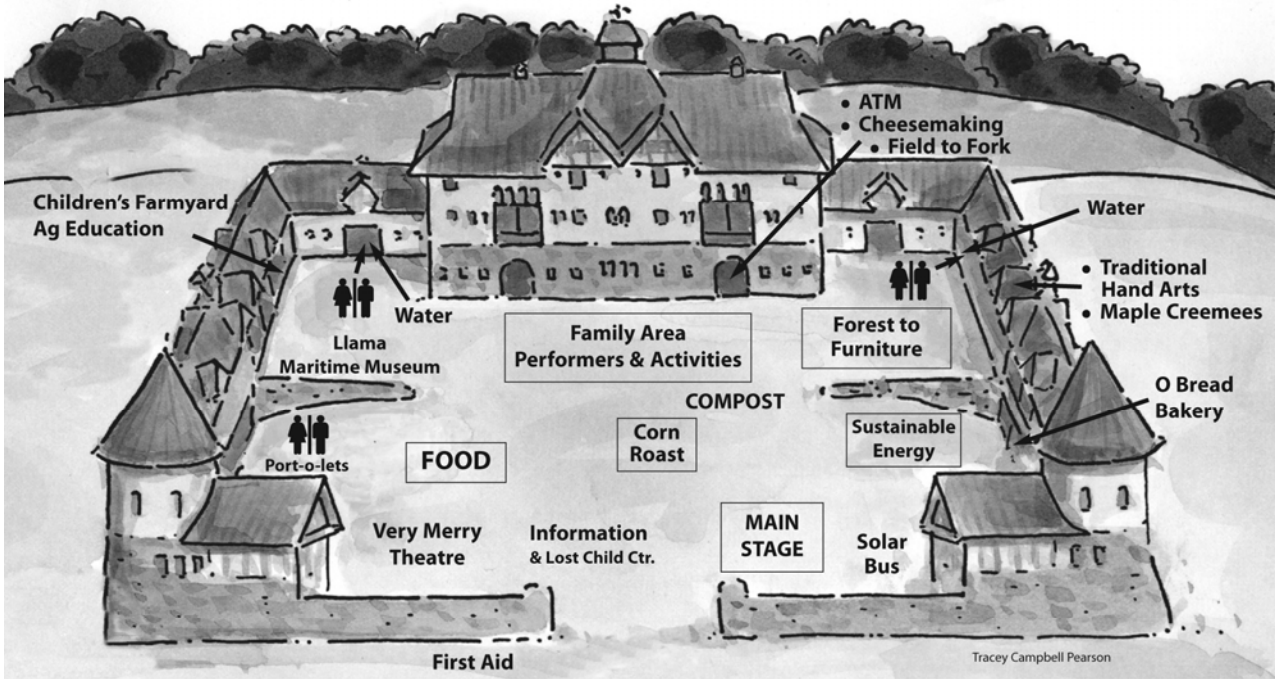 • ATM
• Cheesemaking
• Field to Fork
Children's Farmyard
Ag Education
Water
• Traditional
Hand Arts
• Maple Creemees
Water
Llama
Maritime Museum
Family Area
Performers & Activities
Forest to
Furniture
O Bread
Bakery
COMPOST
Port-o-lets
FOOD
Corn
Roast
Sustainable
Energy
Very Merry
Theatre
Information
& Lost Child Ctr.
MAIN
STAGE
Solar
Bus
First Aid
Tracey Campbell Pearson